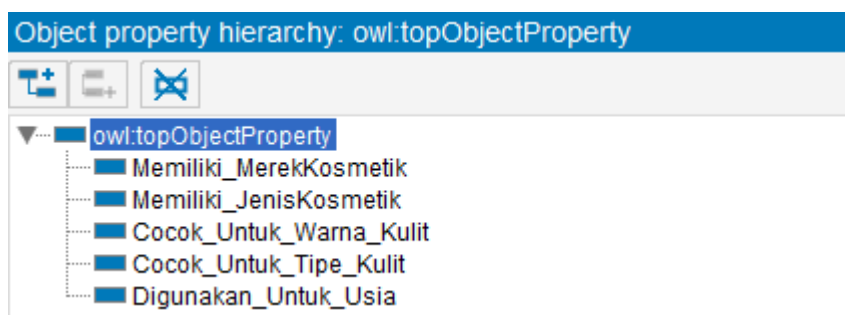 Object property hierarchy: owl:topObjectProperty
owl:topObjectProperty
Memiliki_MerekKosmetik
Memiliki_JenisKosmetik
Cocok_Untuk_Warna_Kulit
Cocok_Untuk_Tipe_Kulit
Digunakan_Untuk_Usia